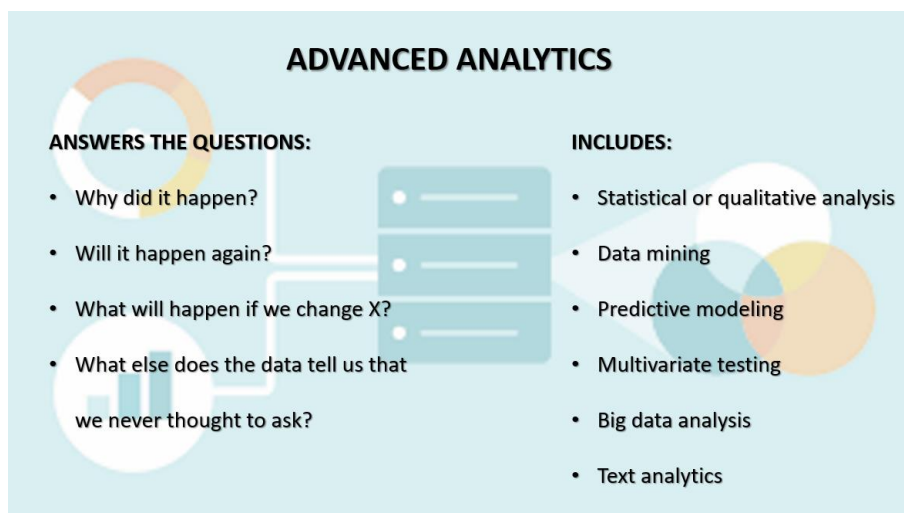 ADVANCED ANALYTICS
ANSWERS THE QUESTIONS:
• Why did it happen?
• Will it happen again?
• What will happen if we change X?
• What else does the data tell us that
we never thought to ask?
INCLUDES:
• Statistical or qualitative analysis
• Data mining
• Predictive modeling
• Multivariate testing
• Big data analysis
• Text analytics